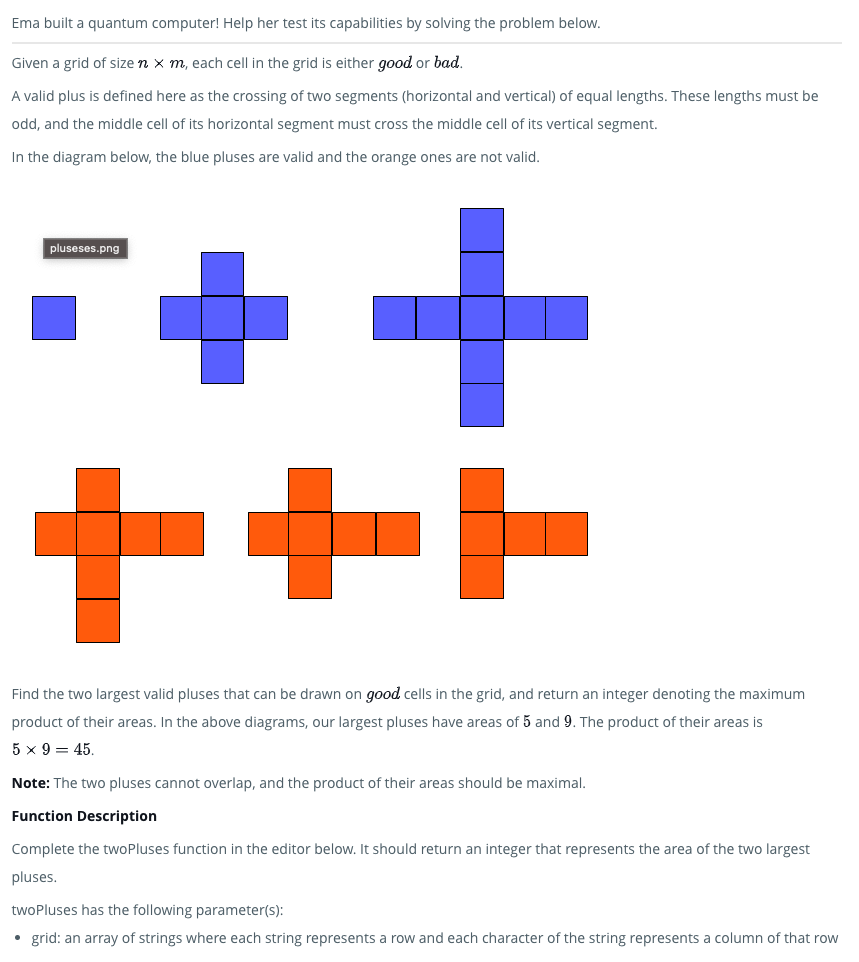 Ema built a quantum computer! Help her test its capabilities by solving the problem below.
Given a grid of size n × m, each cell in the grid is either good or bad.
A valid plus is defined here as the crossing of two segments (horizontal and vertical) of equal lengths. These lengths must be
odd, and the middle cell of its horizontal segment must cross the middle cell of its vertical segment.
In the diagram below, the blue pluses are valid and the orange ones are not valid.
pluseses.png
Find the two largest valid pluses that can be drawn on good cells in the grid, and return an integer denoting the maximum
product of their areas. In the above diagrams, our largest pluses have areas of 5 and 9. The product of their areas is
5 × 9 = 45.
Note: The two pluses cannot overlap, and the product of their areas should be maximal.
Function Description
Complete the twoPluses function in the editor below. It should return an integer that represents the area of the two largest
pluses.
twoPluses has the following parameter(s):
• grid: an array of strings where each string represents a row and each character of the string represents a column of that row